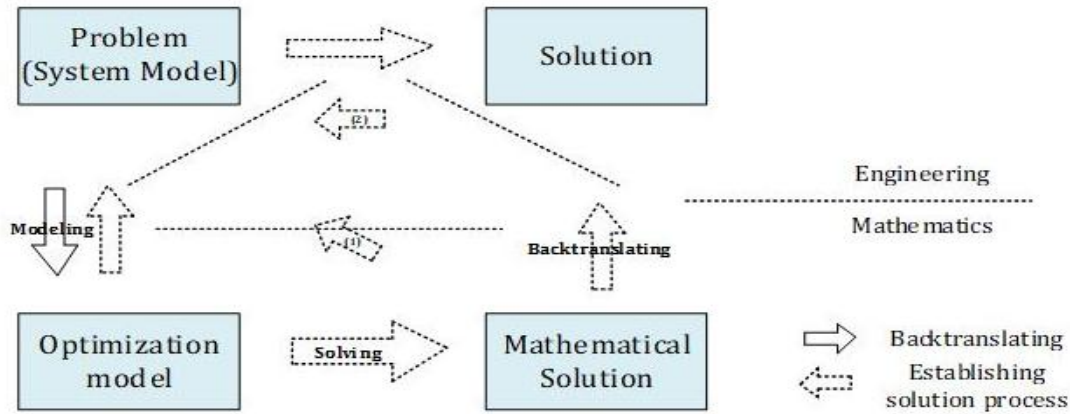 Problem
(System Model)
Solution
(2)
Engineering
Modeling
(1)
Backtranslating
Mathematics
Optimization
model
Solving
Mathematical
Solution
Backtranslating
Establishing
solution process